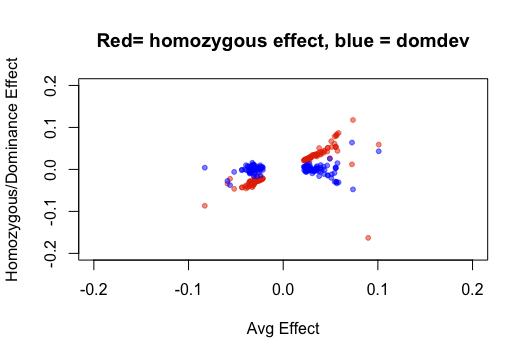 Red= homozygous effect, blue = domdev
Homozygous/Dominance Effect
0.2
0.1
0.0
-0.1
-0.2
-0.2 -0.1 0.0 0.1 0.2
Avg Effect